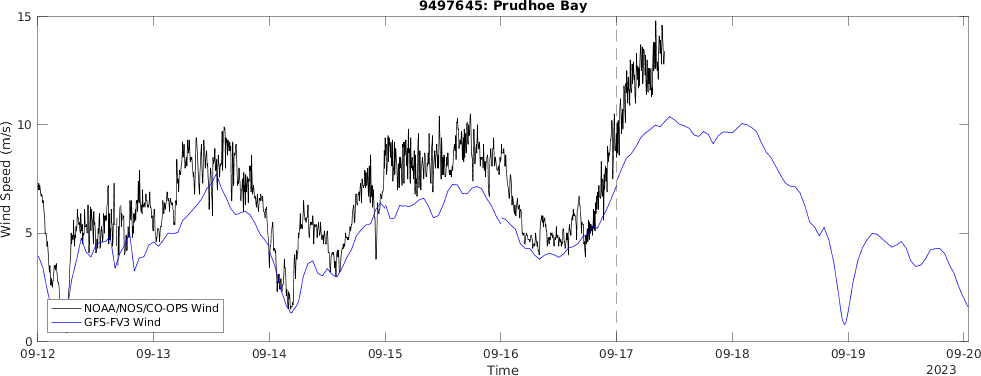 9497645: Prudhoe Bay
Wind Speed (m/s)
15
10
5
0
NOAA/NOS/CO-OPS Wind
GFS-FV3 Wind
09-12 09-13 09-14 09-15 09-16 09-17 09-18 09-19 09-20
Time
2023